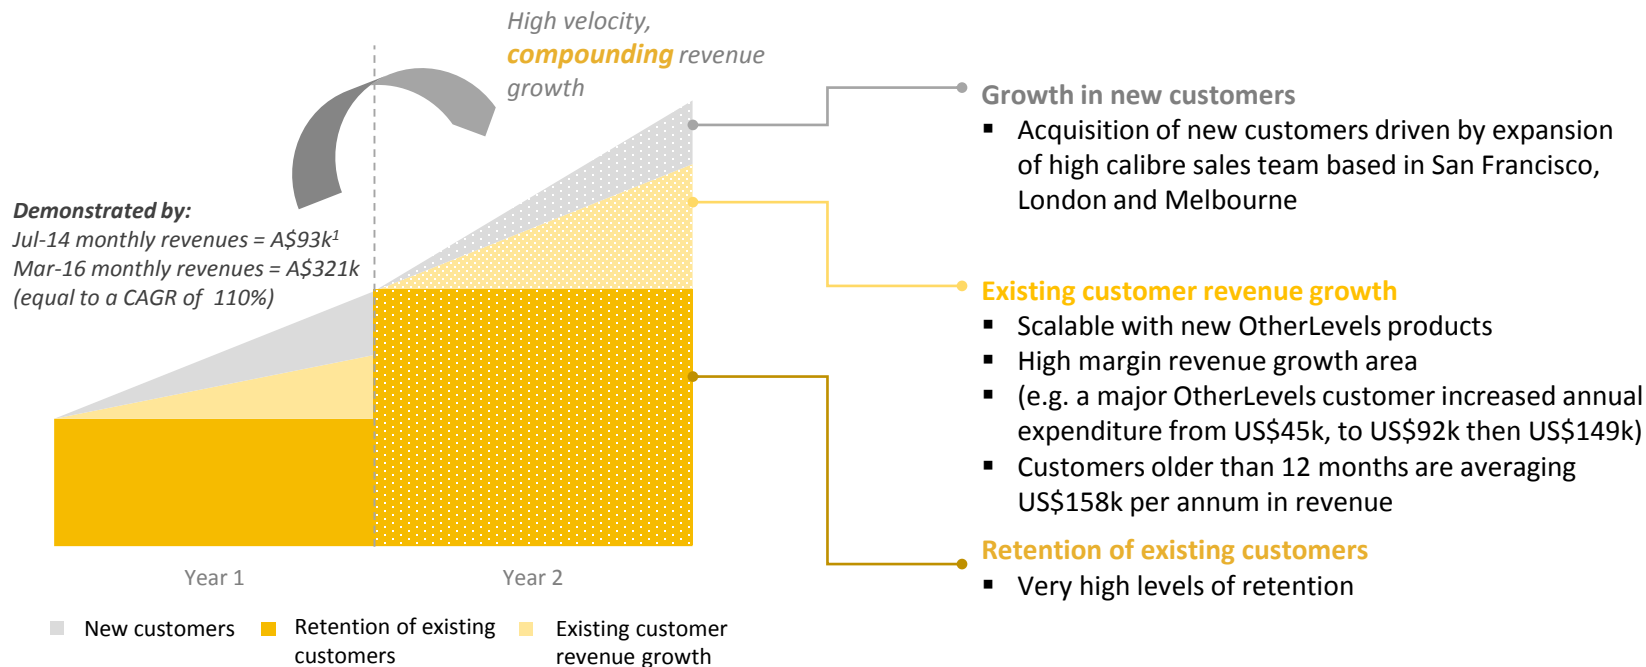 High velocity,
compounding revenue
growth
Demonstrated by:
Jul-14 monthly revenues = A$93k¹
Mar-16 monthly revenues = A$321k
(equal to a CAGR of  110%)
Year 1
Year 2
New customers
Retention of existing
customers
Existing customer
revenue growth
Growth in new customers
▪ Acquisition of new customers driven by expansion
of high calibre sales team based in San Francisco,
London and Melbourne
Existing customer revenue growth
▪ Scalable with new OtherLevels products
▪ High margin revenue growth area
▪ (e.g. a major OtherLevels customer increased annual
expenditure from US$45k, to US$92k then US$149k)
▪ Customers older than 12 months are averaging
US$158k per annum in revenue
Retention of existing customers
▪ Very high levels of retention